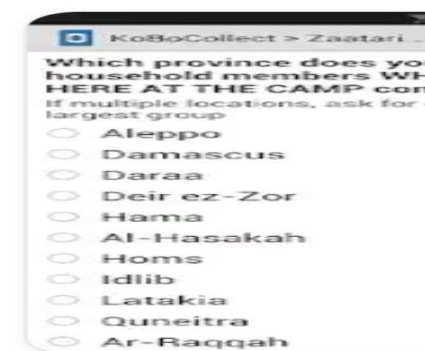 KoBoCollect > Zaatari ..
Which province does yo
household members WH
HERE AT THE CAMP con
If multiple locations, ask for
largest group
Aleppo
Damascus
Daraa
Deir ez-Zor
Hama
Al-Hasakah
Homs
Idlib
Latakia
Quneitra
Ar-Raqqah